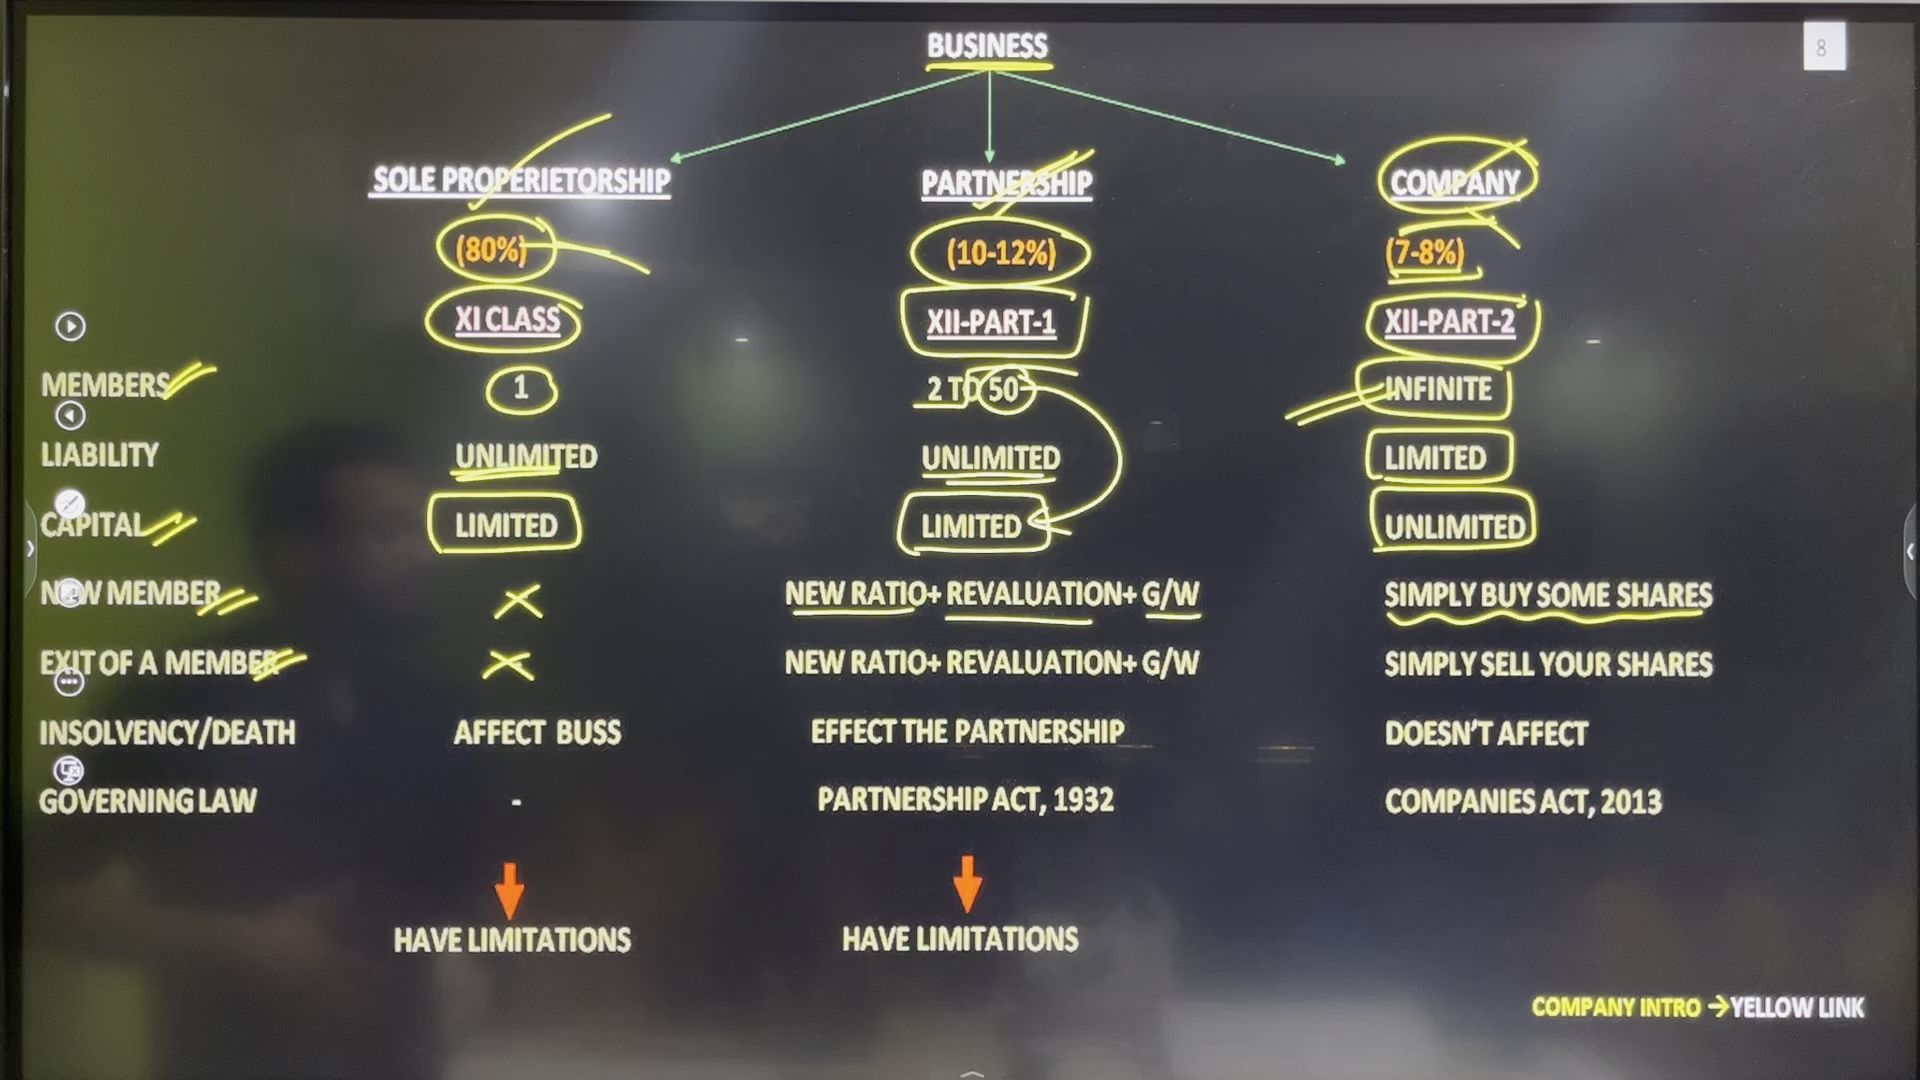 BUSINESS
8
SOLE PROPERIETORSHIP PARTNERSHIP COMPANY
(80%) (10-12%) (7-8%)
XI CLASS XII-PART-1 XII-PART-2
MEMBERS 1 2 TO 50 INFINITE
LIABILITY UNLIMITED UNLIMITED LIMITED
CAPITAL LIMITED LIMITED UNLIMITED
NEW MEMBER NEW RATIO+ REVALUATION+ G/W SIMPLY BUY SOME SHARES
EXIT OF A MEMBER NEW RATIO+ REVALUATION+ G/W SIMPLY SELL YOUR SHARES
INSOLVENCY/DEATH AFFECT BUSS EFFECT THE PARTNERSHIP DOESN'T AFFECT
GOVERNING LAW - PARTNERSHIP ACT, 1932 COMPANIES ACT, 2013
HAVE LIMITATIONS HAVE LIMITATIONS
COMPANY INTRO → YELLOW LINK